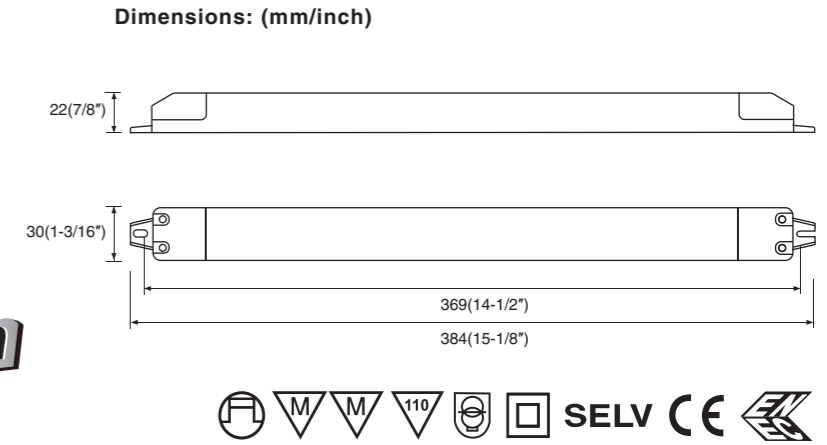 Dimensions: (mm/inch)
22(7/8″)
30(1-3/16″)
369(14-1/2″)
384(15-1/8″)
M M 110 SELV CE ENEC